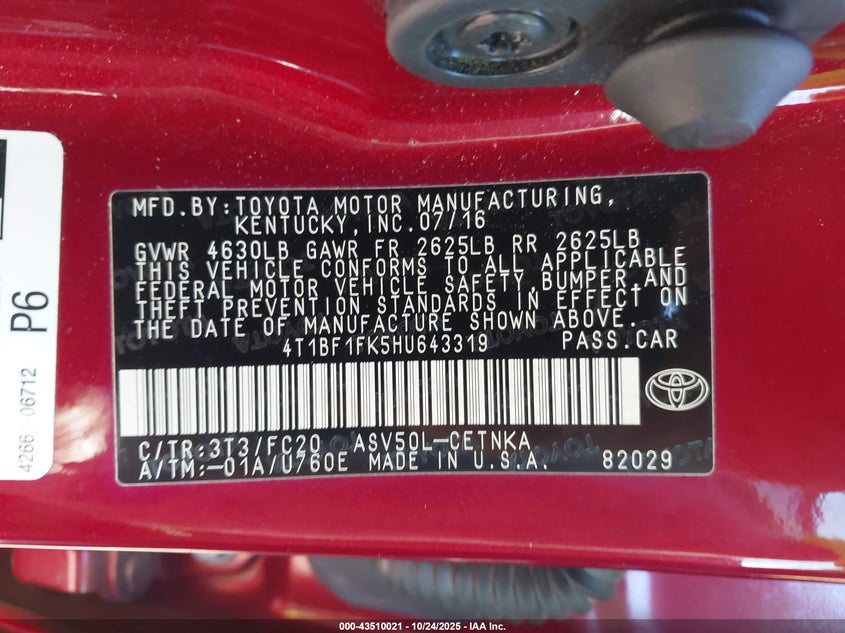 MFD.BY:TOYOTA MOTOR MANUFACTURING,
KENTUCKY,INC.07/16
GVWR 4630LB GAWR FR 2625LB RR 2625LB
THIS VEHICLE CONFORMS TO ALL APPLICABLE
FEDERAL MOTOR VEHICLE SAFETY,BUMPER,AND
THEFT PREVENTION STANDARDS IN EFFECT ON
THE DATE OF MANUFACTURE SHOWN ABOVE.
4T1BF1FK5HU643319 PASS.CAR
C/TR:3T3/FC20 ASV50L-CETNKA
A/TM:-01A/U760E MADE IN U.S.A. 82029
P6
000-43510021 | 10/24/2025 - IAA Inc.